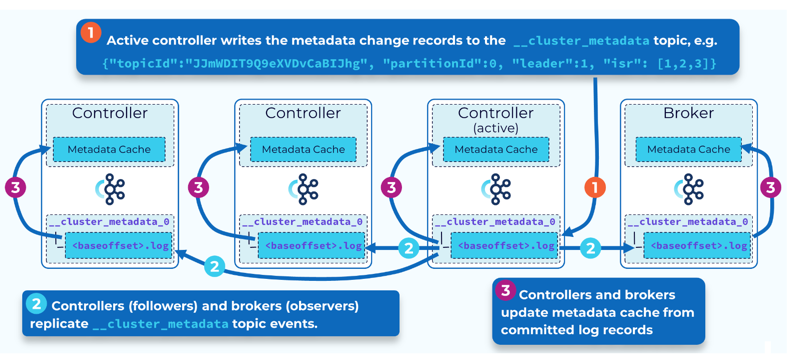 1
Active controller writes the metadata change records to the __cluster_metadata topic, e.g.
{"topicId":"JJmWDIT9Q9eXVDvCaBIJhg", "partitionId":0, "leader":1, "isr": [1,2,3]}
Controller
Controller
Controller
(active)
Broker
Metadata Cache
Metadata Cache
Metadata Cache
Metadata Cache
3
3
3
1
3
__cluster_metadata_0
__cluster_metadata_0
__cluster_metadata_0
__cluster_metadata_0
<baseoffset>.log
<baseoffset>.log
<baseoffset>.log
<baseoffset>.log
2
2
2
2
Controllers (followers) and brokers (observers)
replicate __cluster_metadata topic events.
3
Controllers and brokers
update metadata cache from
committed log records